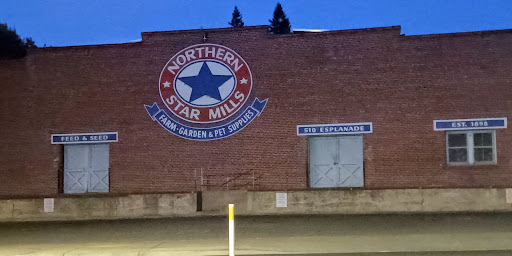 NORTHERN
STAR MILLS
FARM-GARDEN & PET SUPPLIES
FEED & SEED
510 ESPLANADE
EST. 1898